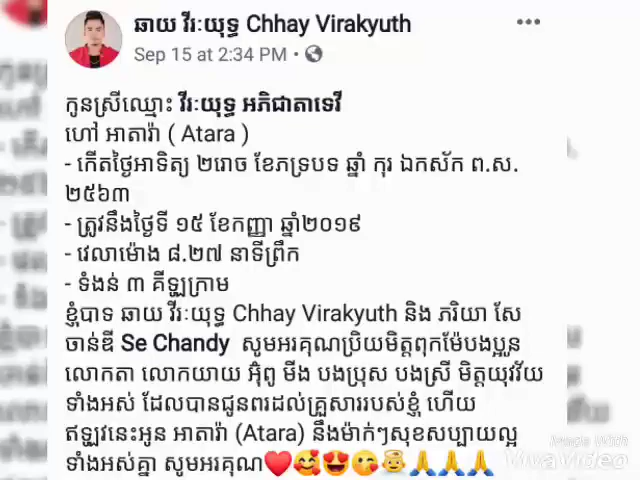 ឆាយ វីរៈយុទ្ធ Chhay Virakyuth
Sep 15 at 2:34 PM
កូនស្រីឈ្មោះ វីរៈយុទ្ធ អភិជាតាទេវី
ហៅ អាតារ៉ា ( Atara )
- កើតថ្ងៃអាទិត្យ ២រោច ខែភទ្របទ ឆ្នាំ កុរ ឯកស័ក ព.ស.
២៥៦៣
- ត្រូវនឹងថ្ងៃទី ១៥ ខែកញ្ញា ឆ្នាំ២០១៩
- វេលាម៉ោង ៨.២៧ នាទីព្រឹក
- ទំងន់ ៣ គីឡូក្រាម
ខ្ញុំបាទ ឆាយ វីរៈយុទ្ធ Chhay Virakyuth និង ភរិយា សែ
ចាន់ឌី Se Chandy សូមអរគុណប្រិយមិត្តពុកម៉ែបងប្អូន
លោកតា លោកយាយ អ៊ំពូ មីង បងប្រុស បងស្រី មិត្តយុវវ័យ
ទាំងអស់ ដែលបានជូនពរដល់គ្រួសាររបស់ខ្ញុំ ហើយ
ឥឡូវនេះអូន អាតារ៉ា (Atara) នឹងម៉ាក់ៗសុខសប្បាយល្អ
ទាំងអស់គ្នា សូមអរគុណ❤️🥰😍😘😇🙏🙏🙏
Made With
VivaVideo